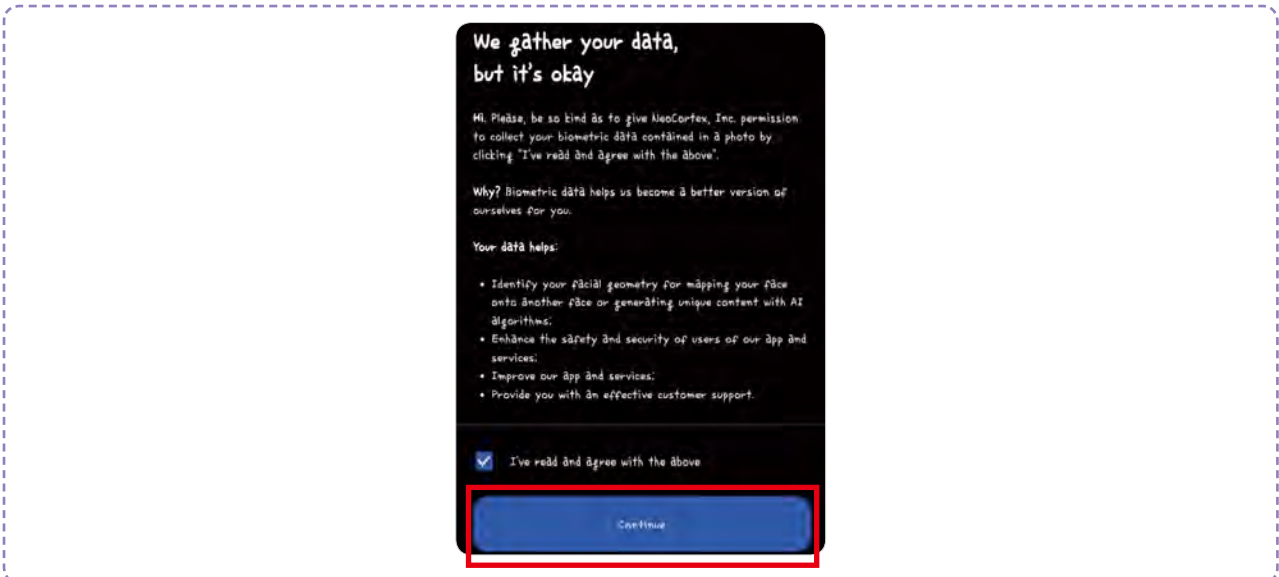 We gather your data,
but it's okay
Hi. Please, be so kind as to give NeoCortex, Inc. permission
to collect your biometric data contained in a photo by
clicking "I've read and agree with the above".
Why? Biometric data helps us become a better version of
ourselves for you.
Your data helps:
• Identify your facial geometry for mapping your face
onto another face or generating unique content with AI
algorithms;
• Enhance the safety and security of users of our app and
services;
• Improve our app and services;
• Provide you with an effective customer support.
I've read and agree with the above
Continue